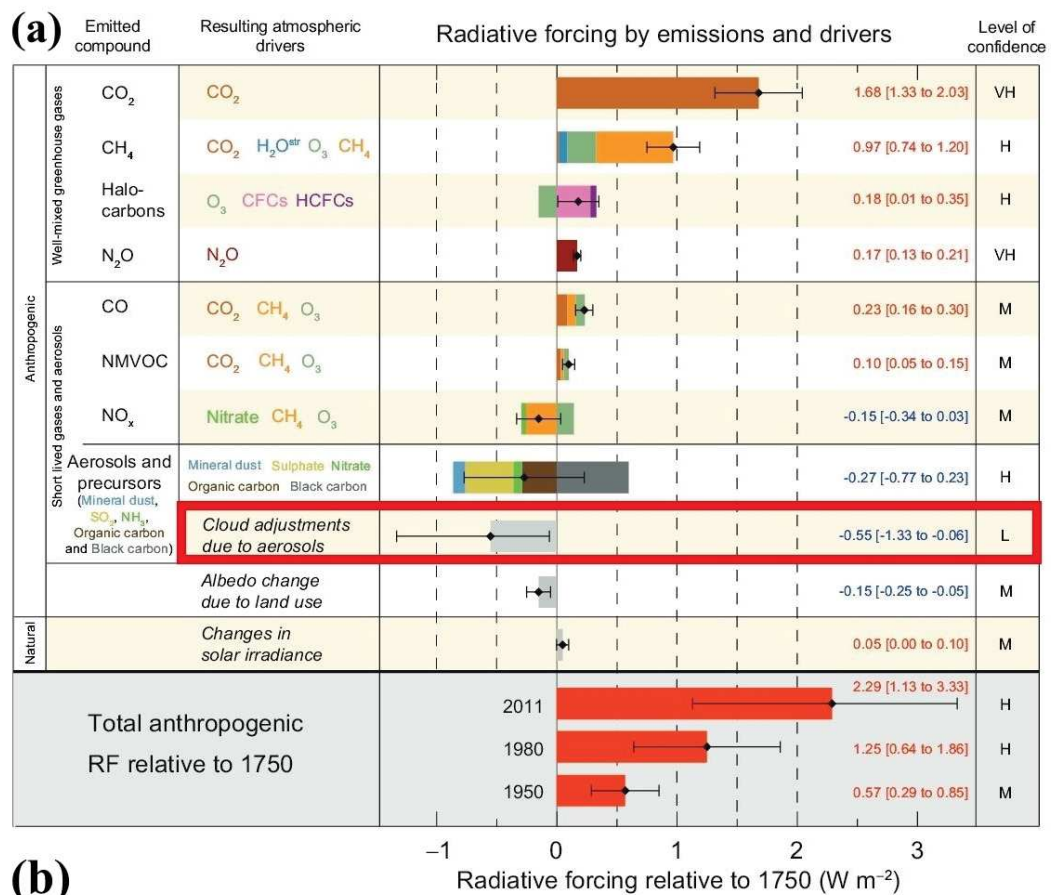 (a)
Emitted compound
Resulting atmospheric drivers
Radiative forcing by emissions and drivers
Level of confidence
Anthropogenic
Well-mixed greenhouse gases
CO₂
CO₂
1.68 [1.33 to 2.03]
VH
CH₄
CO₂ H₂Oˢᵗʳ O₃ CH₄
0.97 [0.74 to 1.20]
H
Halo-
carbons
O₃ CFCs HCFCs
0.18 [0.01 to 0.35]
H
N₂O
N₂O
0.17 [0.13 to 0.21]
VH
Short lived gases and aerosols
CO
CO₂ CH₄ O₃
0.23 [0.16 to 0.30]
M
NMVOC
CO₂ CH₄ O₃
0.10 [0.05 to 0.15]
M
NOₓ
Nitrate CH₄ O₃
-0.15 [-0.34 to 0.03]
M
Aerosols and
precursors
(Mineral dust,
SO₂, NH₃,
Organic carbon
and Black carbon)
Mineral dust Sulphate Nitrate
Organic carbon Black carbon
-0.27 [-0.77 to 0.23]
H
Cloud adjustments
due to aerosols
-0.55 [-1.33 to -0.06]
L
Albedo change
due to land use
-0.15 [-0.25 to -0.05]
M
Natural
Changes in
solar irradiance
0.05 [0.00 to 0.10]
M
Total anthropogenic
RF relative to 1750
2011
2.29 [1.13 to 3.33]
H
1980
1.25 [0.64 to 1.86]
H
1950
0.57 [0.29 to 0.85]
M
−1 0 1 2 3
Radiative forcing relative to 1750 (W m⁻²)
(b)